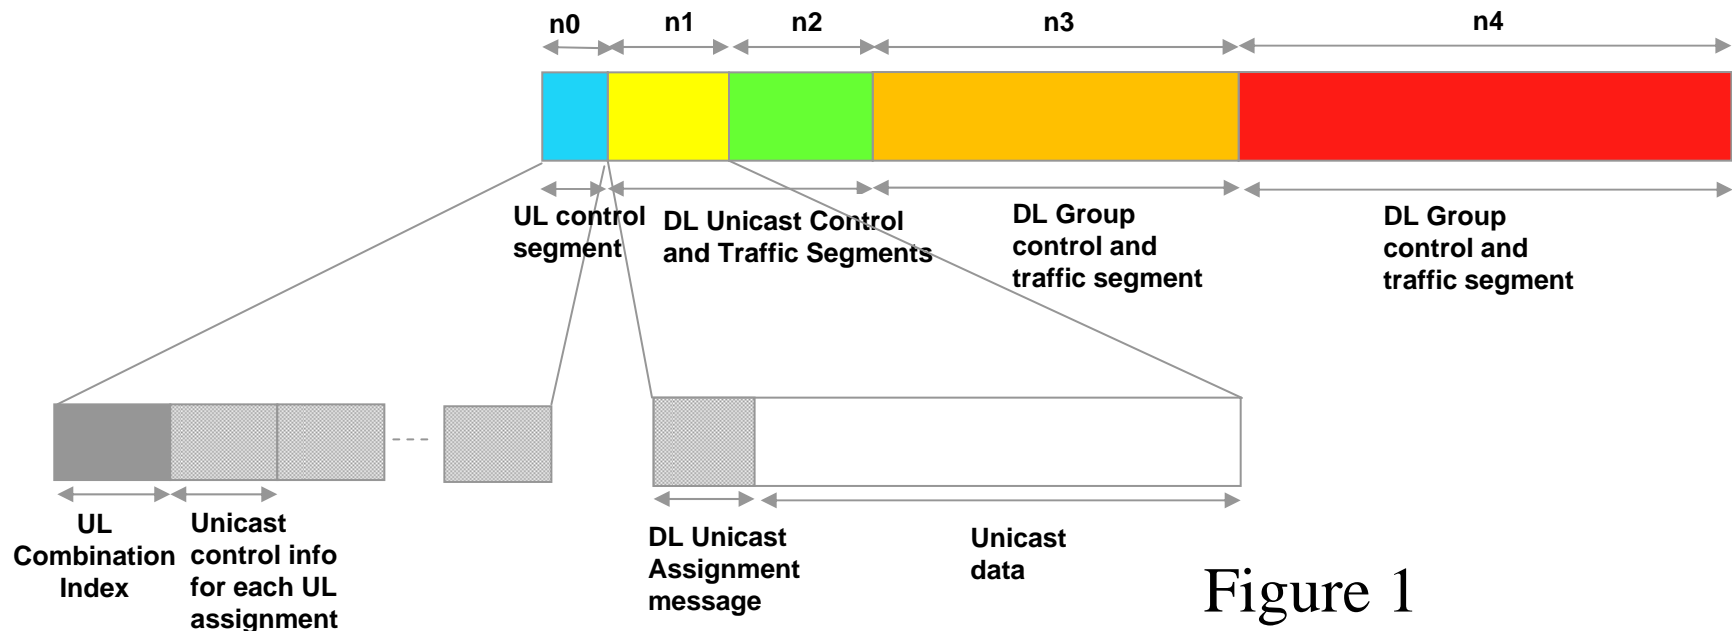 n0
n1
n2
n3
n4
UL control
segment
DL Unicast Control
and Traffic Segments
DL Group
control and
traffic segment
DL Group
control and
traffic segment
UL
Combination
Index
Unicast
control info
for each UL
assignment
DL Unicast
Assignment
message
Unicast
data
Figure 1